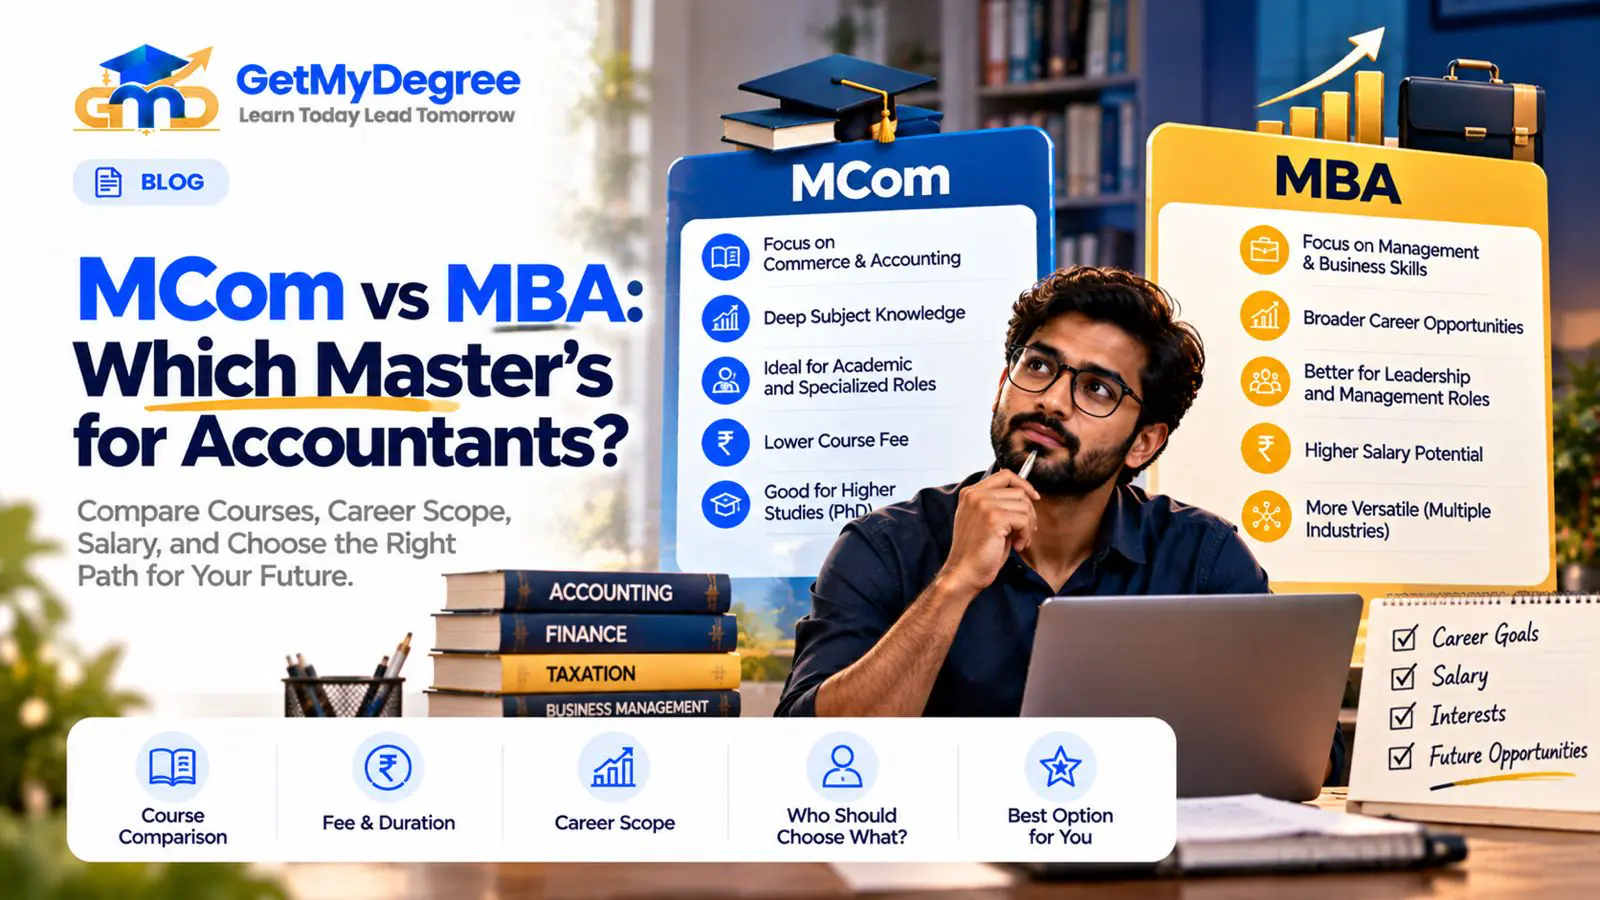 GetMyDegree
Learn Today Lead Tomorrow
BLOG
MCom vs MBA:
Which Master's
for Accountants?
Compare Courses, Career Scope,
Salary, and Choose the Right
Path for Your Future.
MCom
Focus on
Commerce & Accounting
Deep Subject Knowledge
Ideal for Academic
and Specialized Roles
₹
Lower Course Fee
Good for Higher
Studies (PhD)
MBA
Focus on Management
& Business Skills
Broader Career Opportunities
Better for Leadership
and Management Roles
₹
Higher Salary Potential
More Versatile (Multiple
Industries)
ACCOUNTING
FINANCE
TAXATION
BUSINESS MANAGEMENT
Career Goals
Salary
Interests
Future Opportunities
Course
Comparison
₹
Fee & Duration
Career Scope
Who Should
Choose What?
Best Option
for You